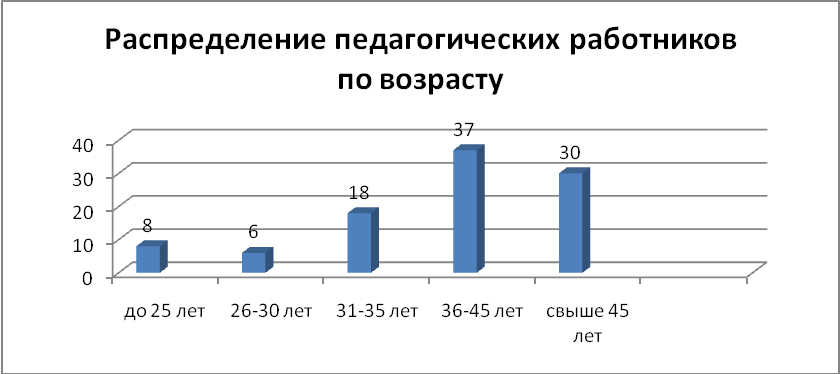 Распределение педагогических работников
по возрасту
40
30
20
10
0
8
6
18
37
30
до 25 лет
26-30 лет
31-35 лет
36-45 лет
свыше 45
лет